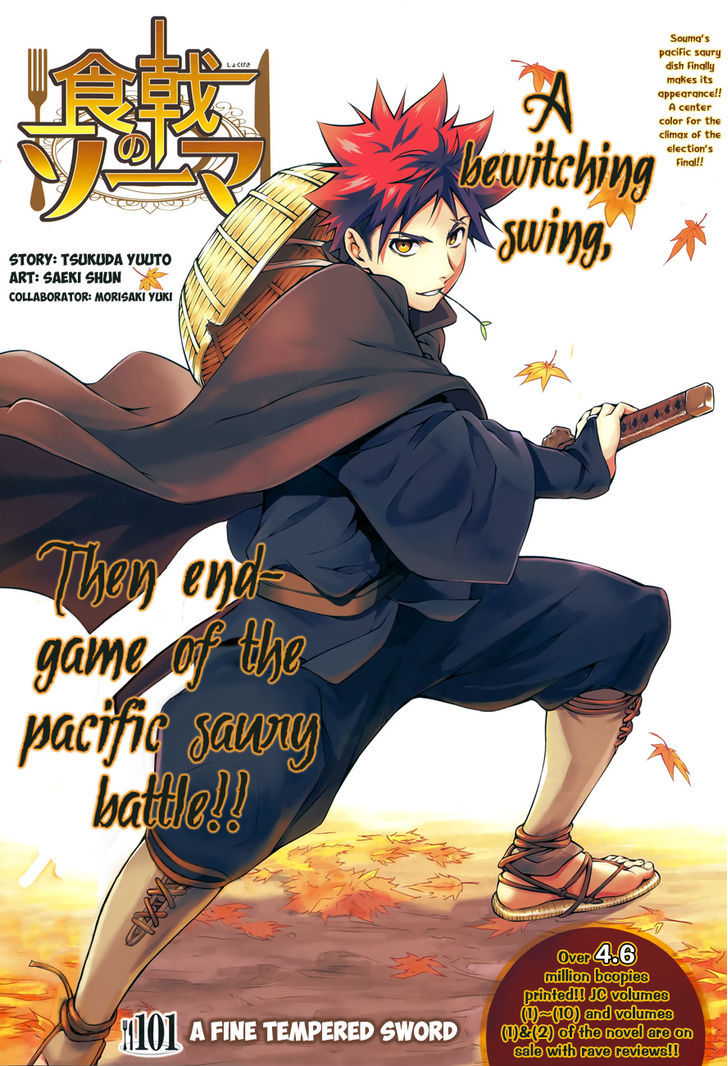 食戟の
しょくげき
ソーマ
STORY: TSUKUDA YUUTO
ART: SAEKI SHUN
COLLABORATOR: MORISAKI YUKI
A
bewitching
swing,
Souma's
pacific saury
dish finally
makes its
appearance!!
A center
color for the
climax of the
election's
final!!
Then end-
game of the
pacific saury
battle!!
101 A FINE TEMPERED SWORD
Over 4.6
million bcopies
printed!! JC volumes
(1)~(10) and volumes
(1)&(2) of the novel are on
sale with rave reviews!!